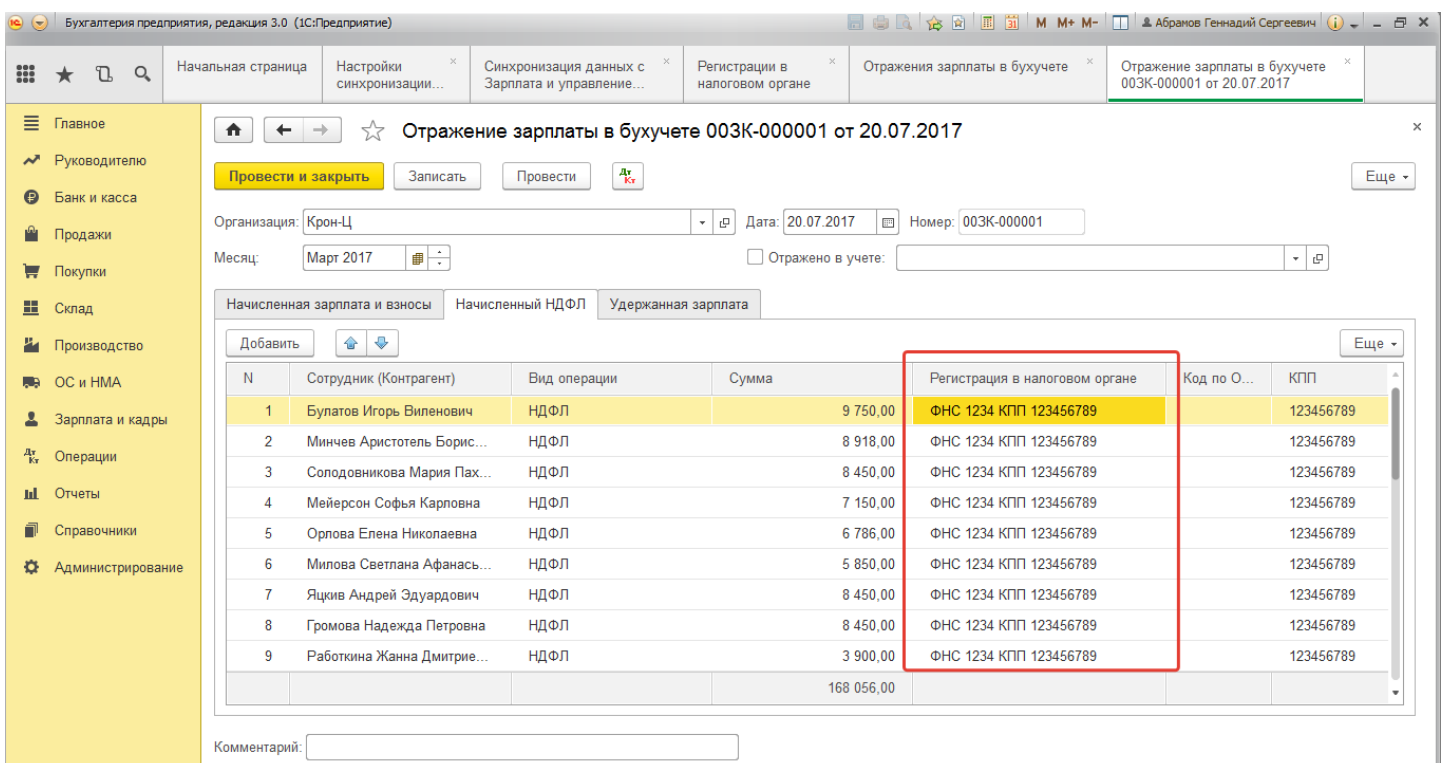 Бухгалтерия предприятия, редакция 3.0 (1С:Предприятие)
M M+ M-
Абрамов Геннадий Сергеевич
Начальная страница
Настройки
синхронизации...
Синхронизация данных с
Зарплата и управление...
Регистрации в
налоговом органе
Отражения зарплаты в бухучете
Отражение зарплаты в бухучете
003К-000001 от 20.07.2017
Главное
Руководителю
Банк и касса
Продажи
Покупки
Склад
Производство
ОС и НМА
Зарплата и кадры
Операции
Отчеты
Справочники
Администрирование
Отражение зарплаты в бухучете 003К-000001 от 20.07.2017
Провести и закрыть
Записать
Провести
Дт
Кт
Еще
Организация: Крон-Ц
Дата: 20.07.2017
Номер: 003К-000001
Месяц: Март 2017
Отражено в учете:
Начисленная зарплата и взносы
Начисленный НДФЛ
Удержанная зарплата
Добавить
Еще
N Сотрудник (Контрагент) Вид операции Сумма Регистрация в налоговом органе Код по О... КПП
1 Булатов Игорь Виленович НДФЛ 9 750,00 ФНС 1234 КПП 123456789 123456789
2 Минчев Аристотель Борис... НДФЛ 8 918,00 ФНС 1234 КПП 123456789 123456789
3 Солодовникова Мария Пах... НДФЛ 8 450,00 ФНС 1234 КПП 123456789 123456789
4 Мейерсон Софья Карловна НДФЛ 7 150,00 ФНС 1234 КПП 123456789 123456789
5 Орлова Елена Николаевна НДФЛ 6 786,00 ФНС 1234 КПП 123456789 123456789
6 Милова Светлана Афанась... НДФЛ 5 850,00 ФНС 1234 КПП 123456789 123456789
7 Яцкив Андрей Эдуардович НДФЛ 8 450,00 ФНС 1234 КПП 123456789 123456789
8 Громова Надежда Петровна НДФЛ 8 450,00 ФНС 1234 КПП 123456789 123456789
9 Работкина Жанна Дмитрие... НДФЛ 3 900,00 ФНС 1234 КПП 123456789 123456789
168 056,00
Комментарий: